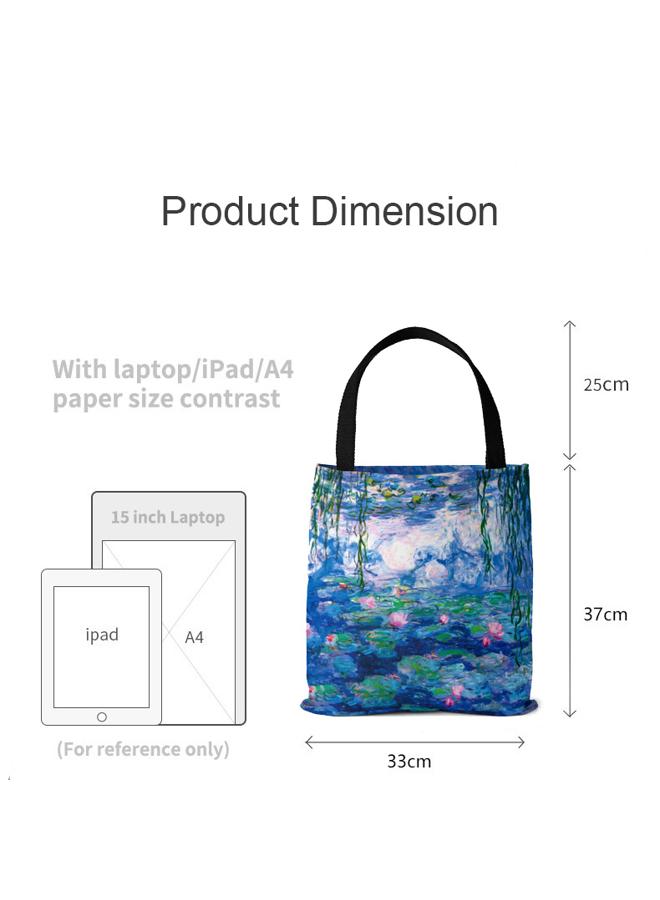 Product Dimension
With laptop/iPad/A4
paper size contrast
25cm
15 inch Laptop
ipad
A4
37cm
(For reference only)
33cm